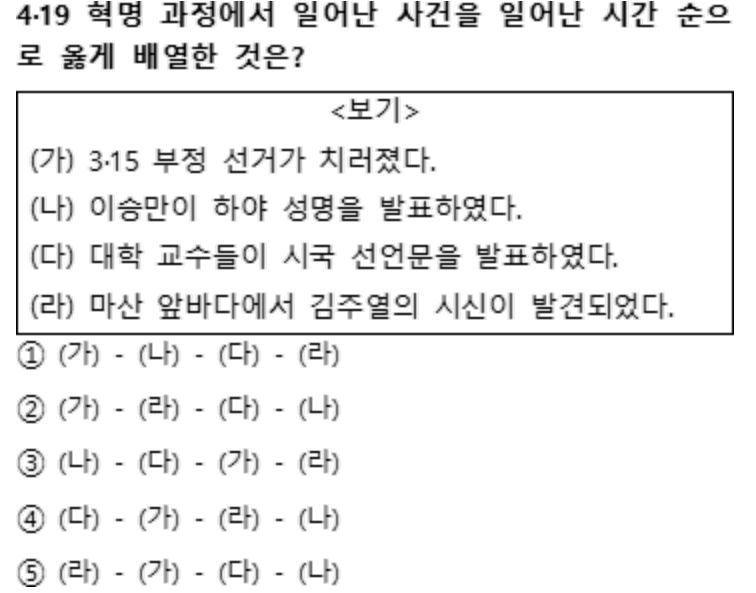 4·19 혁명 과정에서 일어난 사건을 일어난 시간 순으
로 옳게 배열한 것은?
<보기>
(가) 3·15 부정 선거가 치러졌다.
(나) 이승만이 하야 성명을 발표하였다.
(다) 대학 교수들이 시국 선언문을 발표하였다.
(라) 마산 앞바다에서 김주열의 시신이 발견되었다.
① (가) - (나) - (다) - (라)
② (가) - (라) - (다) - (나)
③ (나) - (다) - (가) - (라)
④ (다) - (가) - (라) - (나)
⑤ (라) - (가) - (다) - (나)